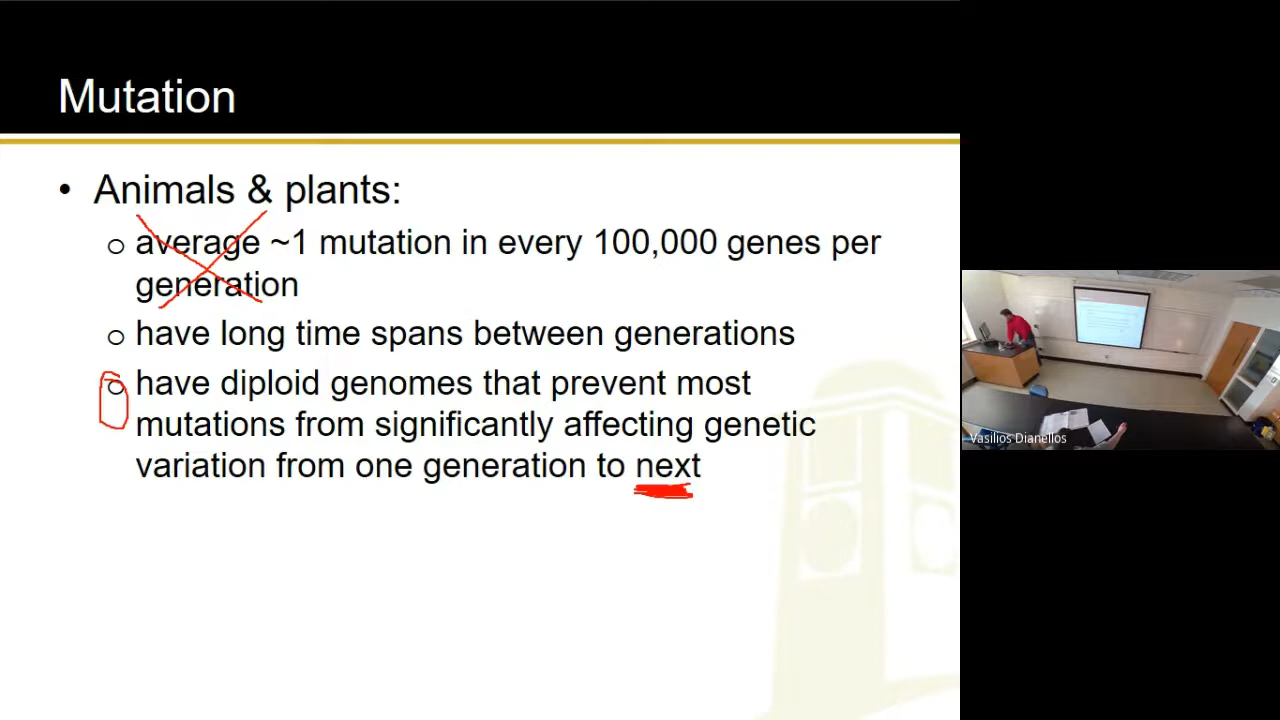 Mutation
• Animals & plants:
o average ~1 mutation in every 100,000 genes per
generation
o have long time spans between generations
o have diploid genomes that prevent most
mutations from significantly affecting genetic
variation from one generation to next
Vasilios Dianellos